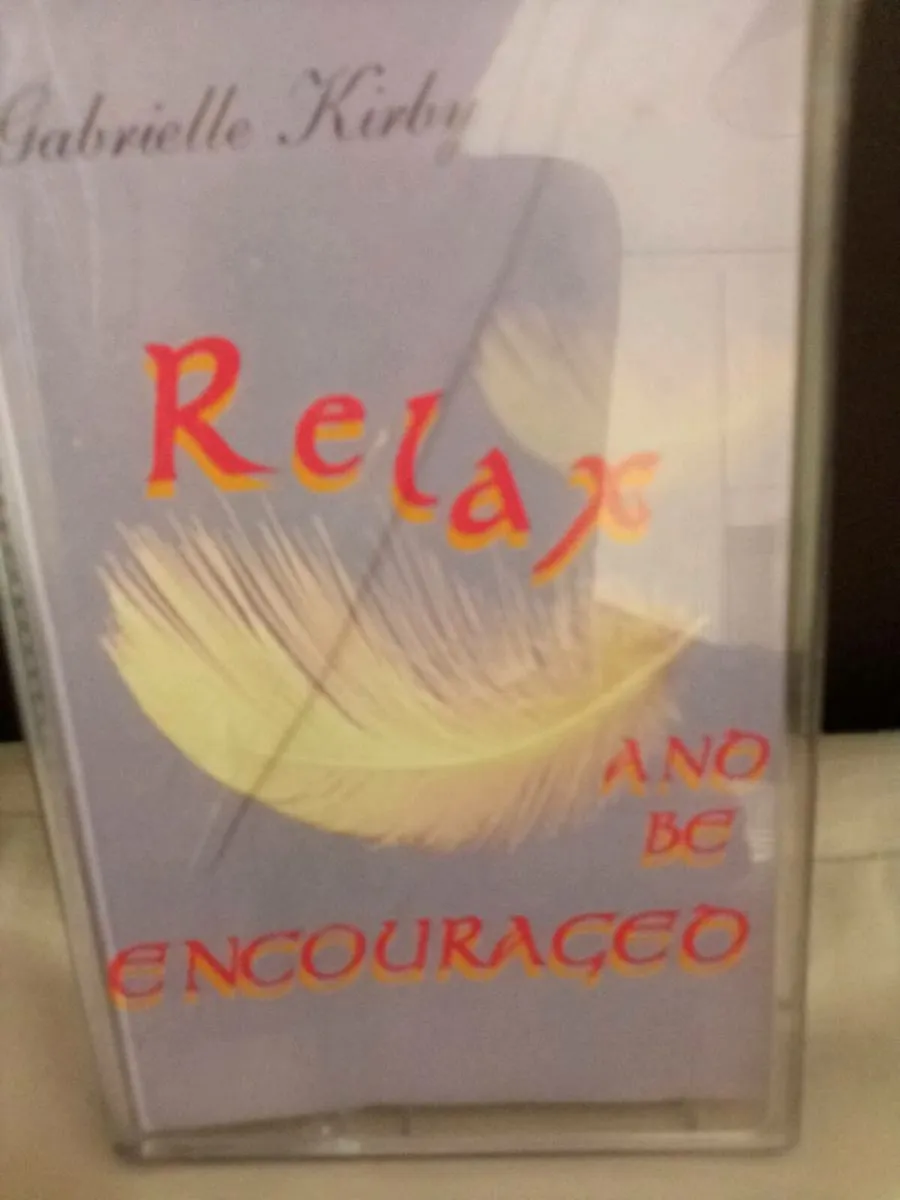 Gabrielle Kirby
Relax
AND
BE
ENCOURAGED